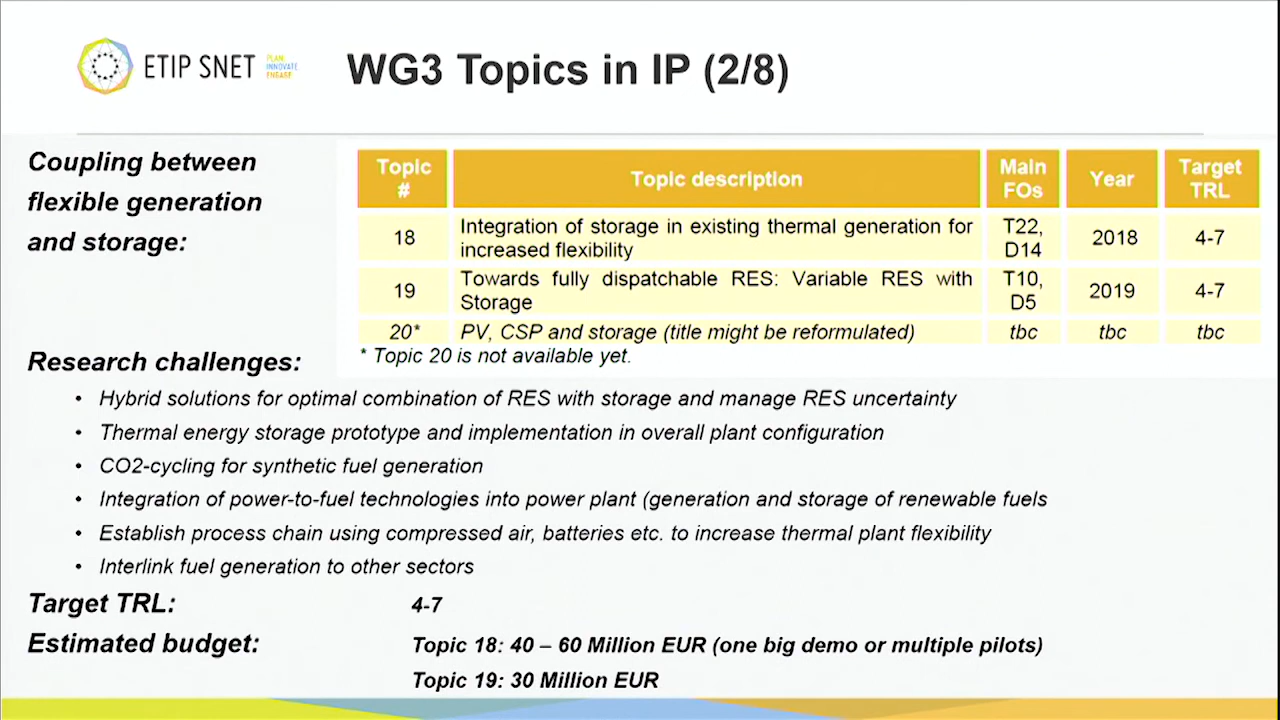 ETIP SNET
PLAN
INNOVATE
ENGAGE
WG3 Topics in IP (2/8)
Coupling between
flexible generation
and storage:
Topic # Topic description Main FOs Year Target TRL
18 Integration of storage in existing thermal generation for increased flexibility T22, D14 2018 4-7
19 Towards fully dispatchable RES: Variable RES with Storage T10, D5 2019 4-7
20* PV, CSP and storage (title might be reformulated) tbc tbc tbc
* Topic 20 is not available yet.
Research challenges:
• Hybrid solutions for optimal combination of RES with storage and manage RES uncertainty
• Thermal energy storage prototype and implementation in overall plant configuration
• CO2-cycling for synthetic fuel generation
• Integration of power-to-fuel technologies into power plant (generation and storage of renewable fuels
• Establish process chain using compressed air, batteries etc. to increase thermal plant flexibility
• Interlink fuel generation to other sectors
Target TRL: 4-7
Estimated budget: Topic 18: 40 – 60 Million EUR (one big demo or multiple pilots)
Topic 19: 30 Million EUR